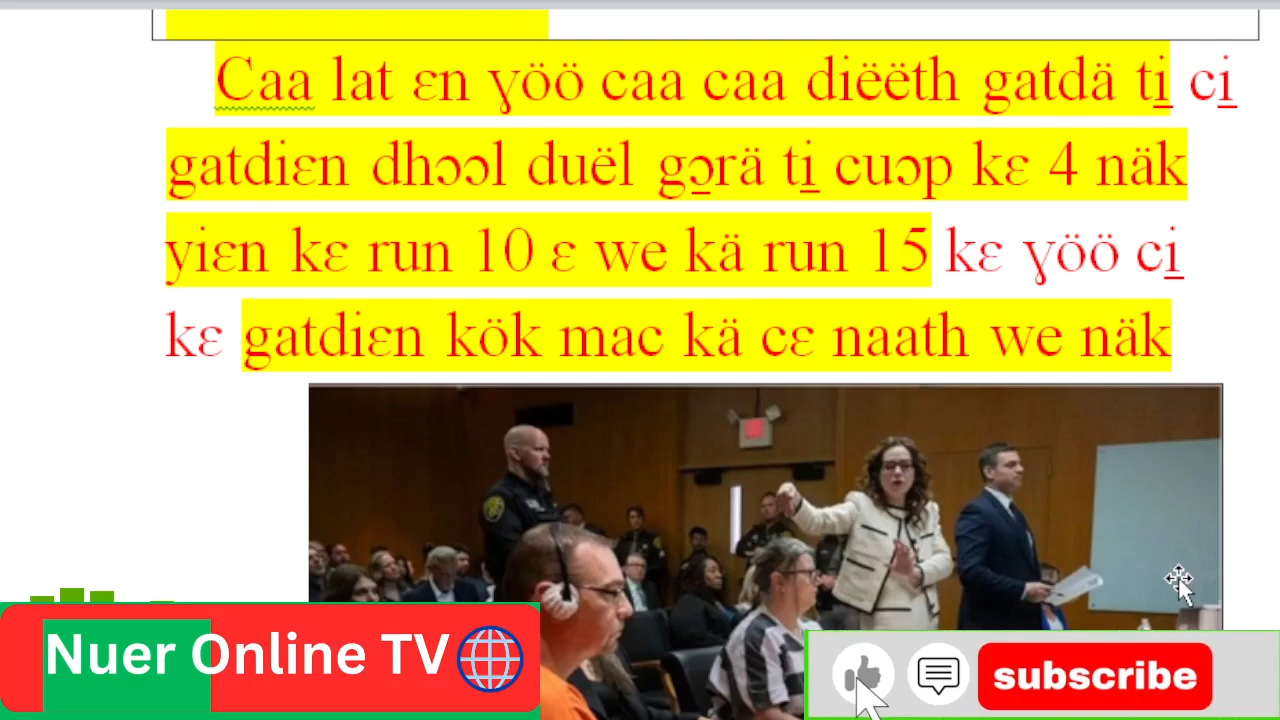 Caa lat ɛn ɣöö caa caa diëëth gatdä ti̱ ci̱
gatdiɛn dhɔɔl duël gɔ̱rä ti̱ cuɔp kɛ 4 näk
yiɛn kɛ run 10 ɛ we kä run 15 kɛ ɣöö ci̱
kɛ gatdiɛn kök mac kä cɛ naath we näk
Nuer Online TV
subscribe